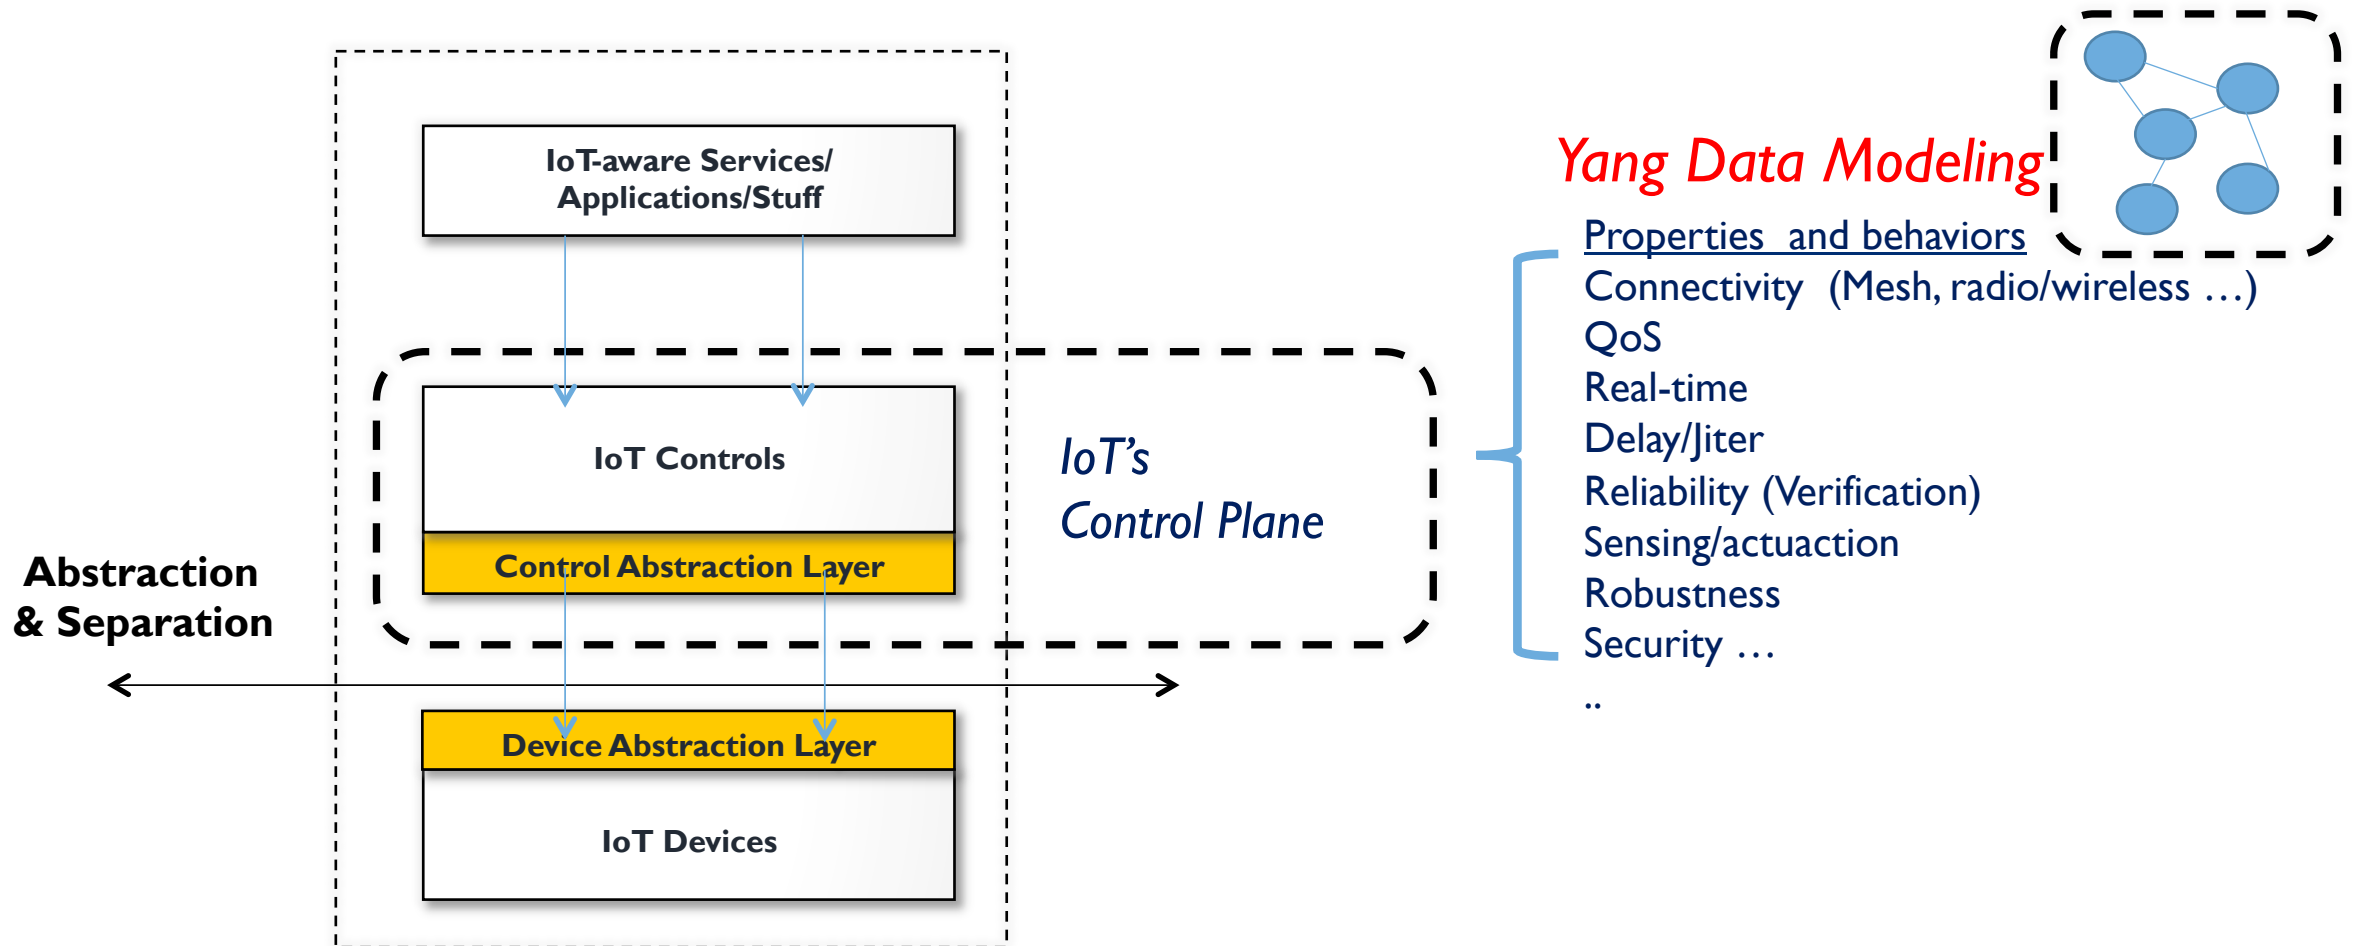 IoT-aware Services/
Applications/Stuff
IoT Controls
Control Abstraction Layer
IoT's
Control Plane
Abstraction
& Separation
Device Abstraction Layer
IoT Devices
Yang Data Modeling
Properties and behaviors
Connectivity (Mesh, radio/wireless …)
QoS
Real-time
Delay/Jiter
Reliability (Verification)
Sensing/actuaction
Robustness
Security …
..